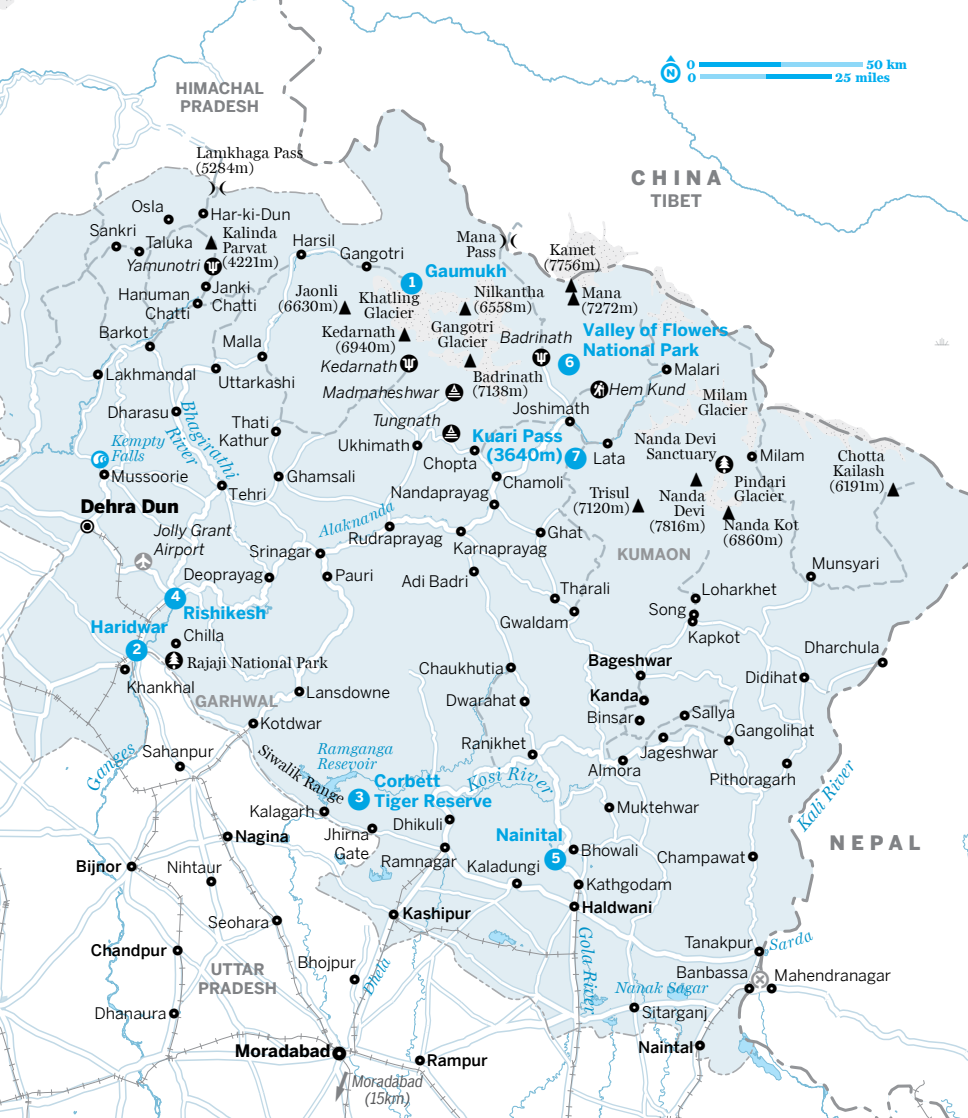 0 50 km
N
0 25 miles
HIMACHAL
PRADESH
Lamkhaga Pass
(5284m)
CHINA
TIBET
Osla
Har-ki-Dun
Sankri
Taluka
Kalinda
Parvat
(4221m)
Yamunotri
Harsil
Gangotri
Mana
Pass
Kamet
(7756m)
1
Gaumukh
Janki
Chatti
Hanuman
Chatti
Jaonli
(6630m)
Khatling
Glacier
Nilkantha
(6558m)
Mana
(7272m)
Barkot
Malla
Kedarnath
(6940m)
Gangotri
Glacier
Badrinath
Valley of Flowers
National Park
6
Kedarnath
Lakhmandal
Uttarkashi
Badrinath
(7138m)
Malari
Madmaheshwar
Hem Kund
Milam
Glacier
Dharasu
Bhagirathi
River
Thati
Kathur
Tungnath
Joshimath
Kempty
Falls
Ukhimath
Chopta
Kuari Pass
(3640m)
7
Lata
Nanda Devi
Sanctuary
Milam
Chotta
Kailash
(6191m)
Mussoorie
Ghamsali
Chamoli
Tehri
Nandaprayag
Trisul
(7120m)
Nanda
Devi
(7816m)
Pindari
Glacier
Nanda Kot
(6860m)
Dehra Dun
Jolly Grant
Airport
Alaknanda
Rudraprayag
Karnaprayag
Ghat
KUMAON
Srinagar
Deoprayag
Pauri
Adi Badri
Munsyari
4
Rishikesh
Tharali
Gwaldam
Loharkhet
Song
Kapkot
Haridwar
2
Chilla
Rajaji National Park
Khankhal
Chaukhutia
Bageshwar
Dharchula
Didihat
GARHWAL
Lansdowne
Dwarahat
Kanda
Binsar
Sallya
Kotdwar
Gangolihat
Jageshwar
Ganges
Sahanpur
Siwalik Range
Ramganga
Resevoir
Ranikhet
Almora
Pithoragarh
3
Corbett
Tiger Reserve
Kosi River
Kali River
Kalagarh
Muktehwar
Jhirna
Gate
Dhikuli
Nagina
Nainital
5
Bhowali
NEPAL
Ramnagar
Champawat
Bijnor
Nihtaur
Kaladungi
Kathgodam
Haldwani
Seohara
Kashipur
Chandpur
Tanakpur
Sarda
UTTAR
PRADESH
Bhojpur
Dhela
Gola River
Banbassa
Mahendranagar
Nanak Sagar
Dhanaura
Sitarganj
Moradabad
Naintal
Rampur
Moradabad
(15km)